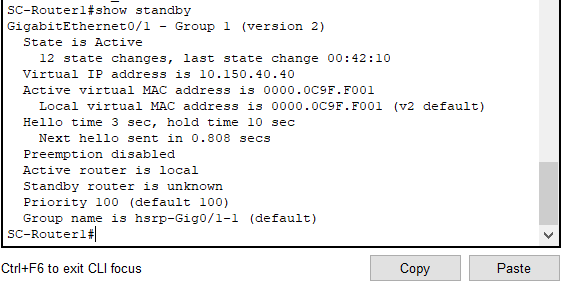 SC-Router1#show standby
GigabitEthernet0/1 - Group 1 (version 2)
State is Active
12 state changes, last state change 00:42:10
Virtual IP address is 10.150.40.40
Active virtual MAC address is 0000.0C9F.F001
Local virtual MAC address is 0000.0C9F.F001 (v2 default)
Hello time 3 sec, hold time 10 sec
Next hello sent in 0.808 secs
Preemption disabled
Active router is local
Standby router is unknown
Priority 100 (default 100)
Group name is hsrp-Gig0/1-1 (default)
SC-Router1#
Ctrl+F6 to exit CLI focus
Copy
Paste